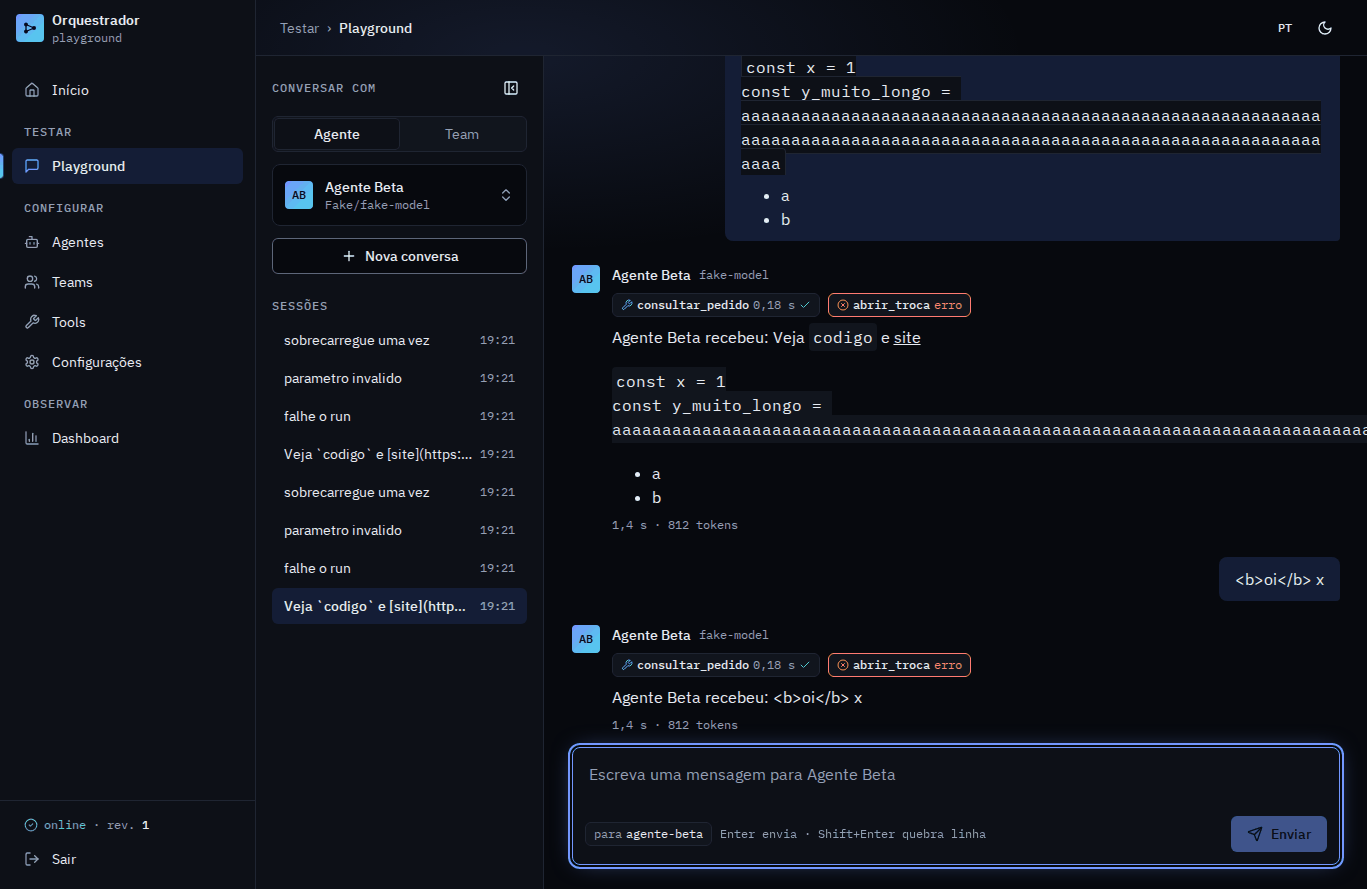 Orquestrador
playground
Início
TESTAR
Playground
CONFIGURAR
Agentes
Teams
Tools
Configurações
OBSERVAR
Dashboard
online · rev. 1
Sair
Testar › Playground
PT
CONVERSAR COM
Agente Team
AB
Agente Beta
Fake/fake-model
+ Nova conversa
SESSÕES
sobrecarregue uma vez 19:21
parametro invalido 19:21
falhe o run 19:21
Veja `codigo` e [site](https:... 19:21
sobrecarregue uma vez 19:21
parametro invalido 19:21
falhe o run 19:21
Veja `codigo` e [site](http... 19:21
const x = 1
const y_muito_longo =
aaaaaaaaaaaaaaaaaaaaaaaaaaaaaaaaaaaaaaaaaaaaaaaaaaaaaaaaaa
aaaaaaaaaaaaaaaaaaaaaaaaaaaaaaaaaaaaaaaaaaaaaaaaaaaaaaaaaa
aaaa
• a
• b
AB
Agente Beta fake-model
consultar_pedido 0,18 s ✓ abrir_troca erro
Agente Beta recebeu: Veja codigo e site
const x = 1
const y_muito_longo =
aaaaaaaaaaaaaaaaaaaaaaaaaaaaaaaaaaaaaaaaaaaaaaaaaaaaaaaaaaaaaaaaaaaaaaaaaaaa
• a
• b
1,4 s · 812 tokens
<b>oi</b> x
AB
Agente Beta fake-model
consultar_pedido 0,18 s ✓ abrir_troca erro
Agente Beta recebeu: <b>oi</b> x
1,4 s · 812 tokens
Escreva uma mensagem para Agente Beta
para agente-beta Enter envia · Shift+Enter quebra linha
Enviar